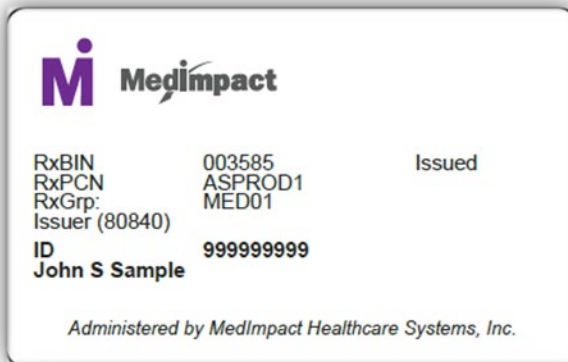 MI MedImpact
RxBIN 003585 Issued
RxPCN ASPROD1
RxGrp: MED01
Issuer (80840)
ID 999999999
John S Sample
Administered by MedImpact Healthcare Systems, Inc.